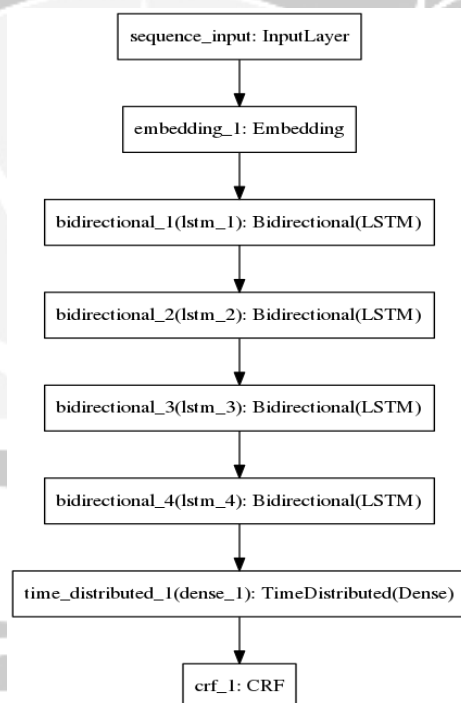 sequence_input: InputLayer
embedding_1: Embedding
bidirectional_1(lstm_1): Bidirectional(LSTM)
bidirectional_2(lstm_2): Bidirectional(LSTM)
bidirectional_3(lstm_3): Bidirectional(LSTM)
bidirectional_4(lstm_4): Bidirectional(LSTM)
time_distributed_1(dense_1): TimeDistributed(Dense)
crf_1: CRF